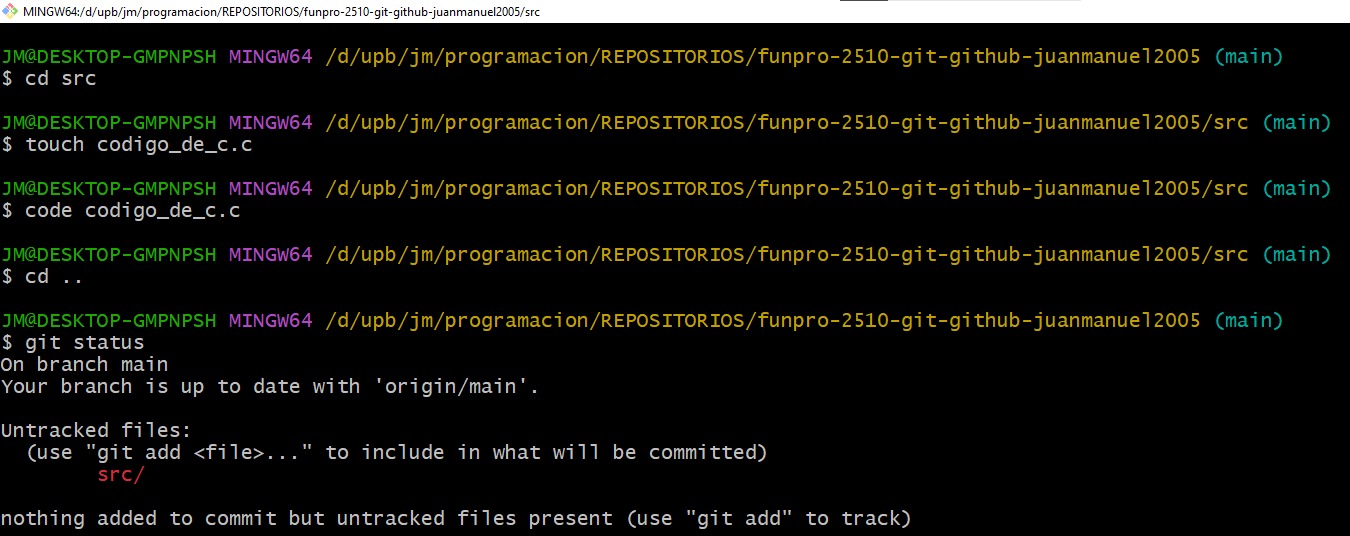 MINGW64:/d/upb/jm/programacion/REPOSITORIOS/funpro-2510-git-github-juanmanuel2005/src
JM@DESKTOP-GMPNPSH MINGW64 /d/upb/jm/programacion/REPOSITORIOS/funpro-2510-git-github-juanmanuel2005 (main)
$ cd src
JM@DESKTOP-GMPNPSH MINGW64 /d/upb/jm/programacion/REPOSITORIOS/funpro-2510-git-github-juanmanuel2005/src (main)
$ touch codigo_de_c.c
JM@DESKTOP-GMPNPSH MINGW64 /d/upb/jm/programacion/REPOSITORIOS/funpro-2510-git-github-juanmanuel2005/src (main)
$ code codigo_de_c.c
JM@DESKTOP-GMPNPSH MINGW64 /d/upb/jm/programacion/REPOSITORIOS/funpro-2510-git-github-juanmanuel2005/src (main)
$ cd ..
JM@DESKTOP-GMPNPSH MINGW64 /d/upb/jm/programacion/REPOSITORIOS/funpro-2510-git-github-juanmanuel2005 (main)
$ git status
On branch main
Your branch is up to date with 'origin/main'.
Untracked files:
  (use "git add <file>..." to include in what will be committed)
        src/
nothing added to commit but untracked files present (use "git add" to track)